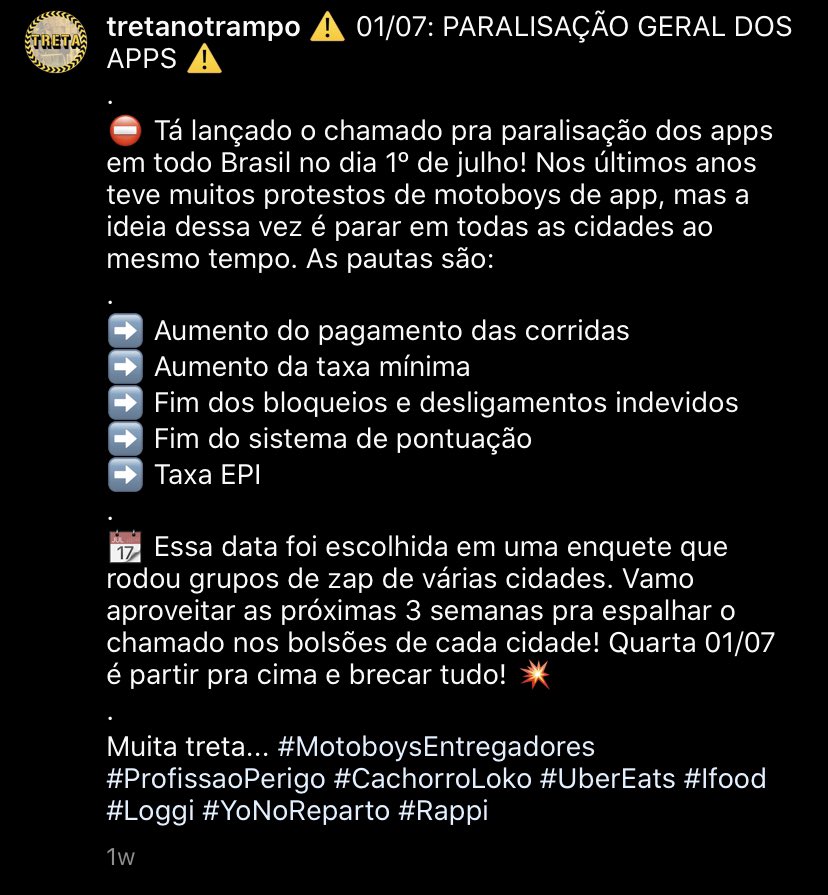 TRETA
tretanotrampo ⚠️ 01/07: PARALISAÇÃO GERAL DOS
APPS ⚠️
.
⛔ Tá lançado o chamado pra paralisação dos apps
em todo Brasil no dia 1º de julho! Nos últimos anos
teve muitos protestos de motoboys de app, mas a
ideia dessa vez é parar em todas as cidades ao
mesmo tempo. As pautas são:
.
➡️ Aumento do pagamento das corridas
➡️ Aumento da taxa mínima
➡️ Fim dos bloqueios e desligamentos indevidos
➡️ Fim do sistema de pontuação
➡️ Taxa EPI
.
📆 Essa data foi escolhida em uma enquete que
rodou grupos de zap de várias cidades. Vamo
aproveitar as próximas 3 semanas pra espalhar o
chamado nos bolsões de cada cidade! Quarta 01/07
é partir pra cima e brecar tudo! 💥
.
Muita treta... #MotoboysEntregadores
#ProfissaoPerigo #CachorroLoko #UberEats #Ifood
#Loggi #YoNoReparto #Rappi
1w